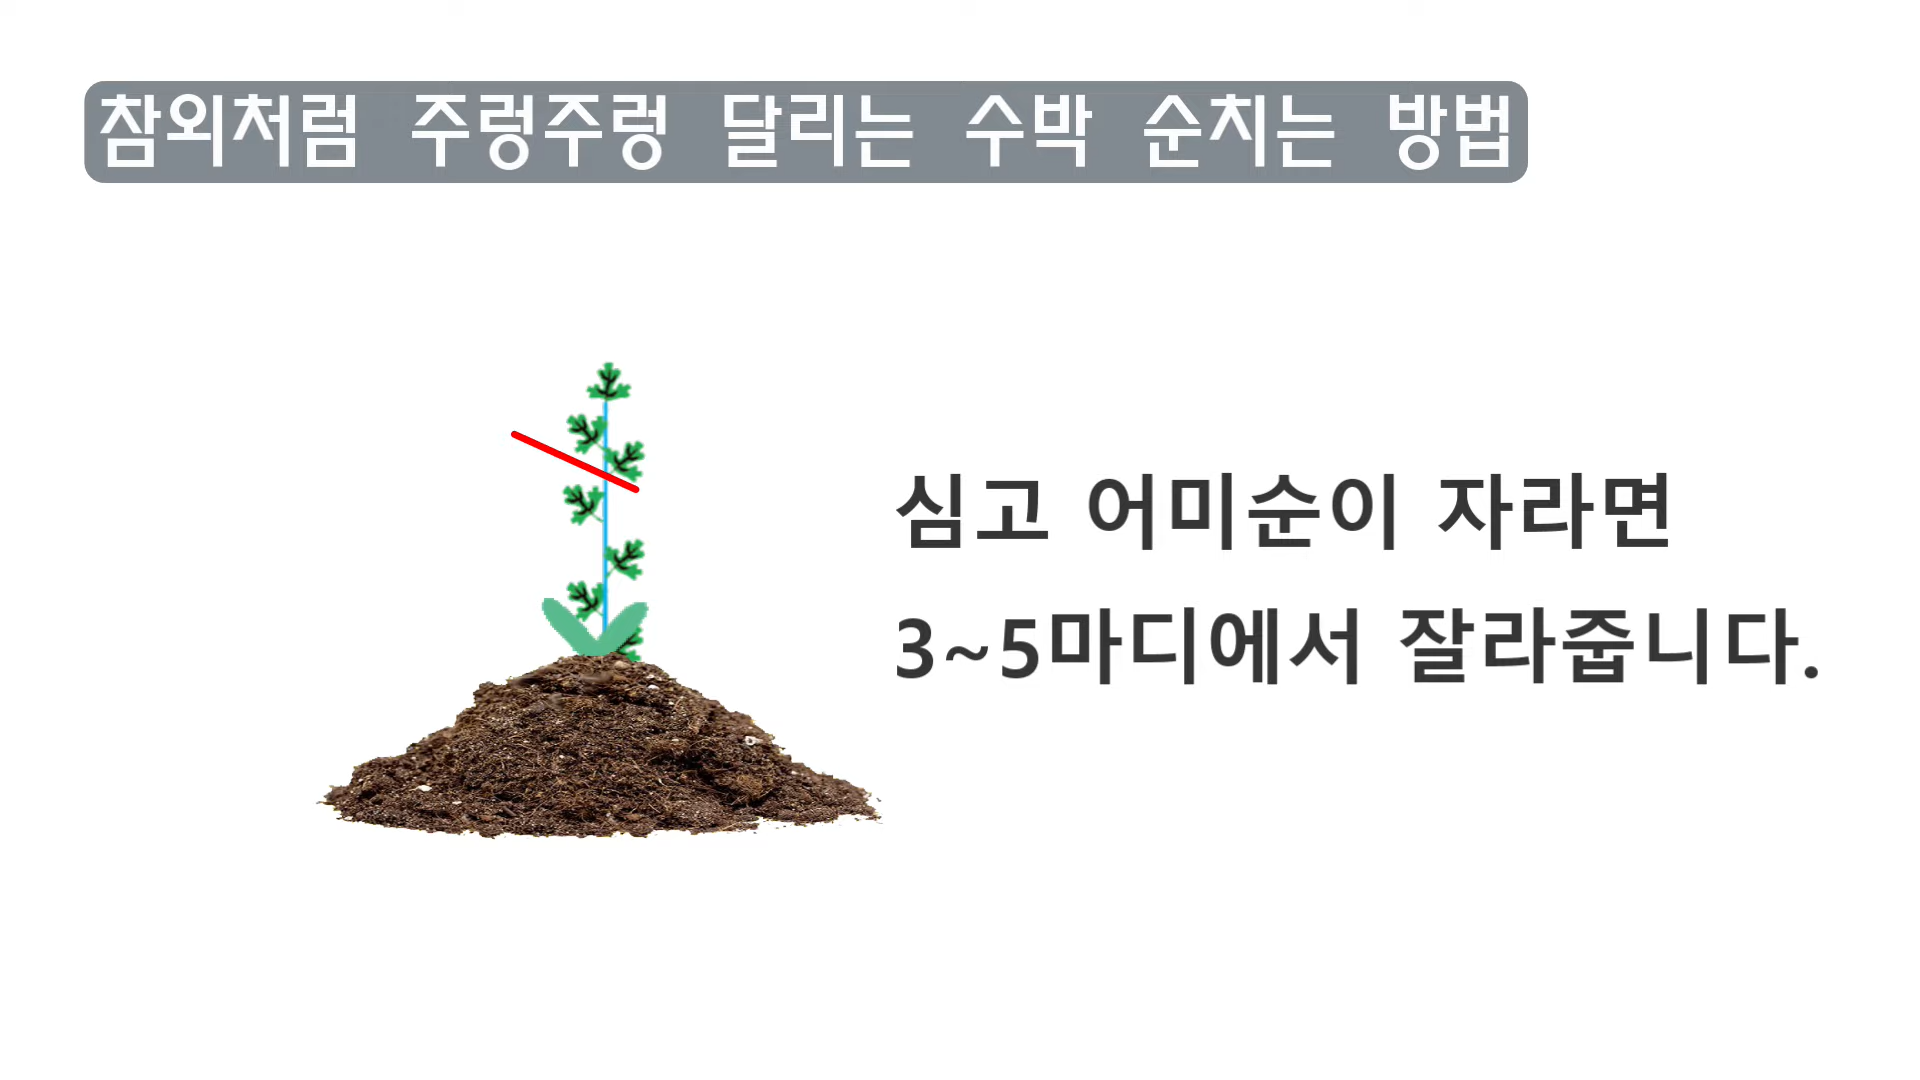 참외처럼 주렁주렁 달리는 수박 순치는 방법
심고 어미순이 자라면
3~5마디에서 잘라줍니다.